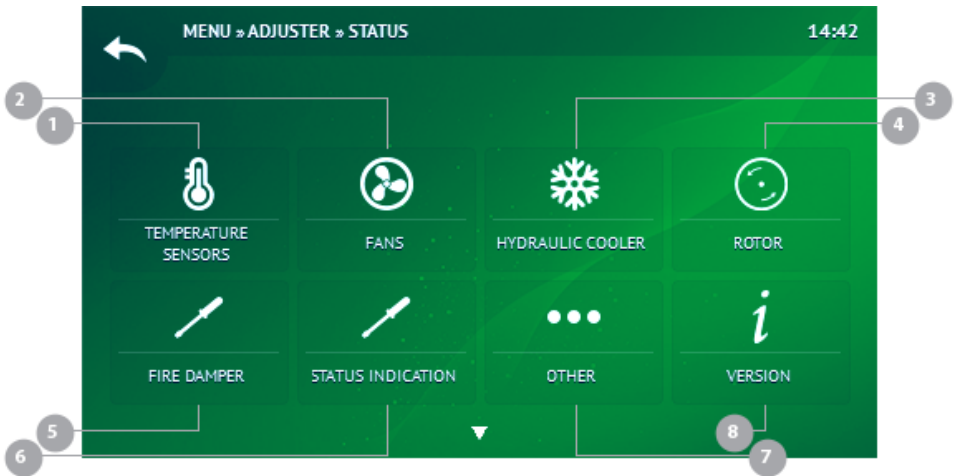 MENU » ADJUSTER » STATUS
14:42
2
3
1
4
TEMPERATURE
SENSORS
FANS
HYDRAULIC COOLER
ROTOR
i
FIRE DAMPER
STATUS INDICATION
OTHER
VERSION
5
8
6
7